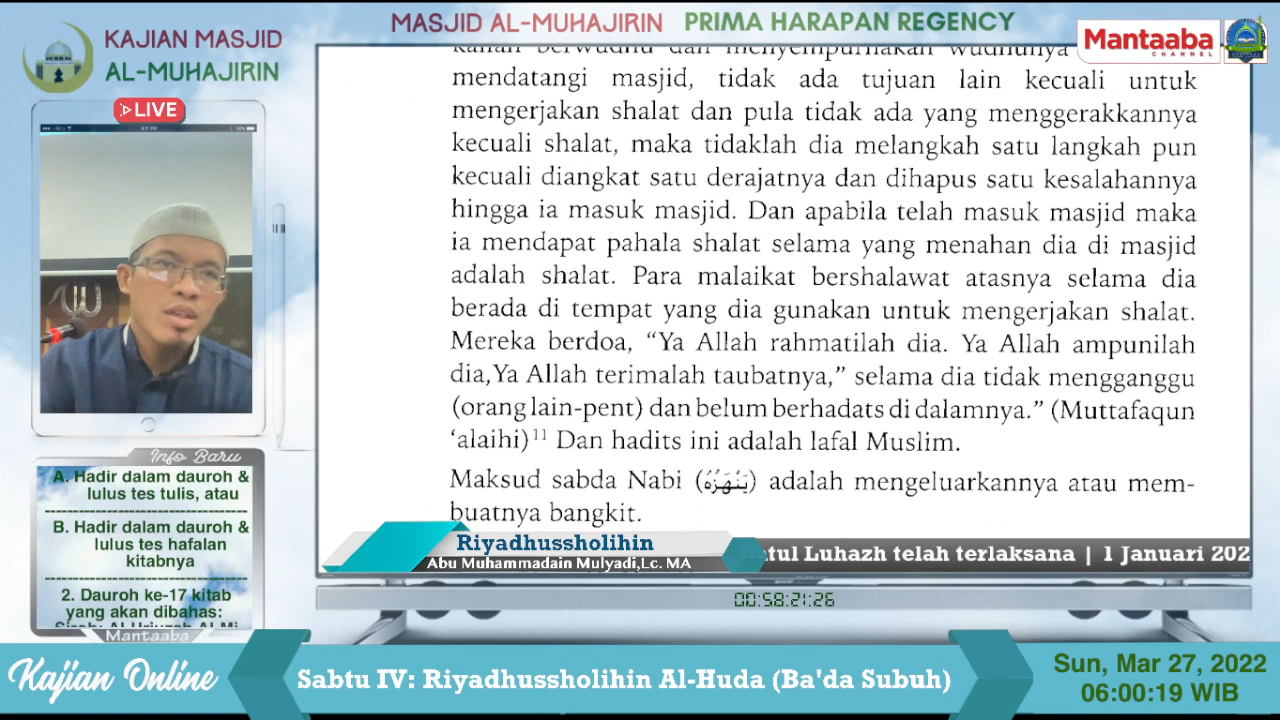 MASJID AL-MUHAJIRIN PRIMA HARAPAN REGENCY
KAJIAN MASJID
AL-MUHAJIRIN
Mantaaba
CHANNEL
LIVE
kalian berwudhu dan menyempurnakan wudhunya
mendatangi masjid, tidak ada tujuan lain kecuali untuk
mengerjakan shalat dan pula tidak ada yang menggerakkannya
kecuali shalat, maka tidaklah dia melangkah satu langkah pun
kecuali diangkat satu derajatnya dan dihapus satu kesalahannya
hingga ia masuk masjid. Dan apabila telah masuk masjid maka
ia mendapat pahala shalat selama yang menahan dia di masjid
adalah shalat. Para malaikat bershalawat atasnya selama dia
berada di tempat yang dia gunakan untuk mengerjakan shalat.
Mereka berdoa, “Ya Allah rahmatilah dia. Ya Allah ampunilah
dia,Ya Allah terimalah taubatnya,” selama dia tidak mengganggu
(orang lain-pent) dan belum berhadats di dalamnya.” (Muttafaqun
‘alaihi)¹¹ Dan hadits ini adalah lafal Muslim.
Maksud sabda Nabi (يَنْهَزُهُ) adalah mengeluarkannya atau mem-
buatnya bangkit.
Info Baru
A. Hadir dalam dauroh &
lulus tes tulis, atau
B. Hadir dalam dauroh &
lulus tes hafalan
kitabnya
2. Dauroh ke-17 kitab
yang akan dibahas:
Mantaaba
Riyadhussholihin
Abu Muhammadain Mulyadi,Lc. MA
tul Luhazh telah terlaksana | 1 Januari 202
00:58:21:26
Kajian Online
Sabtu IV: Riyadhussholihin Al-Huda (Ba'da Subuh)
Sun, Mar 27, 2022
06:00:19 WIB